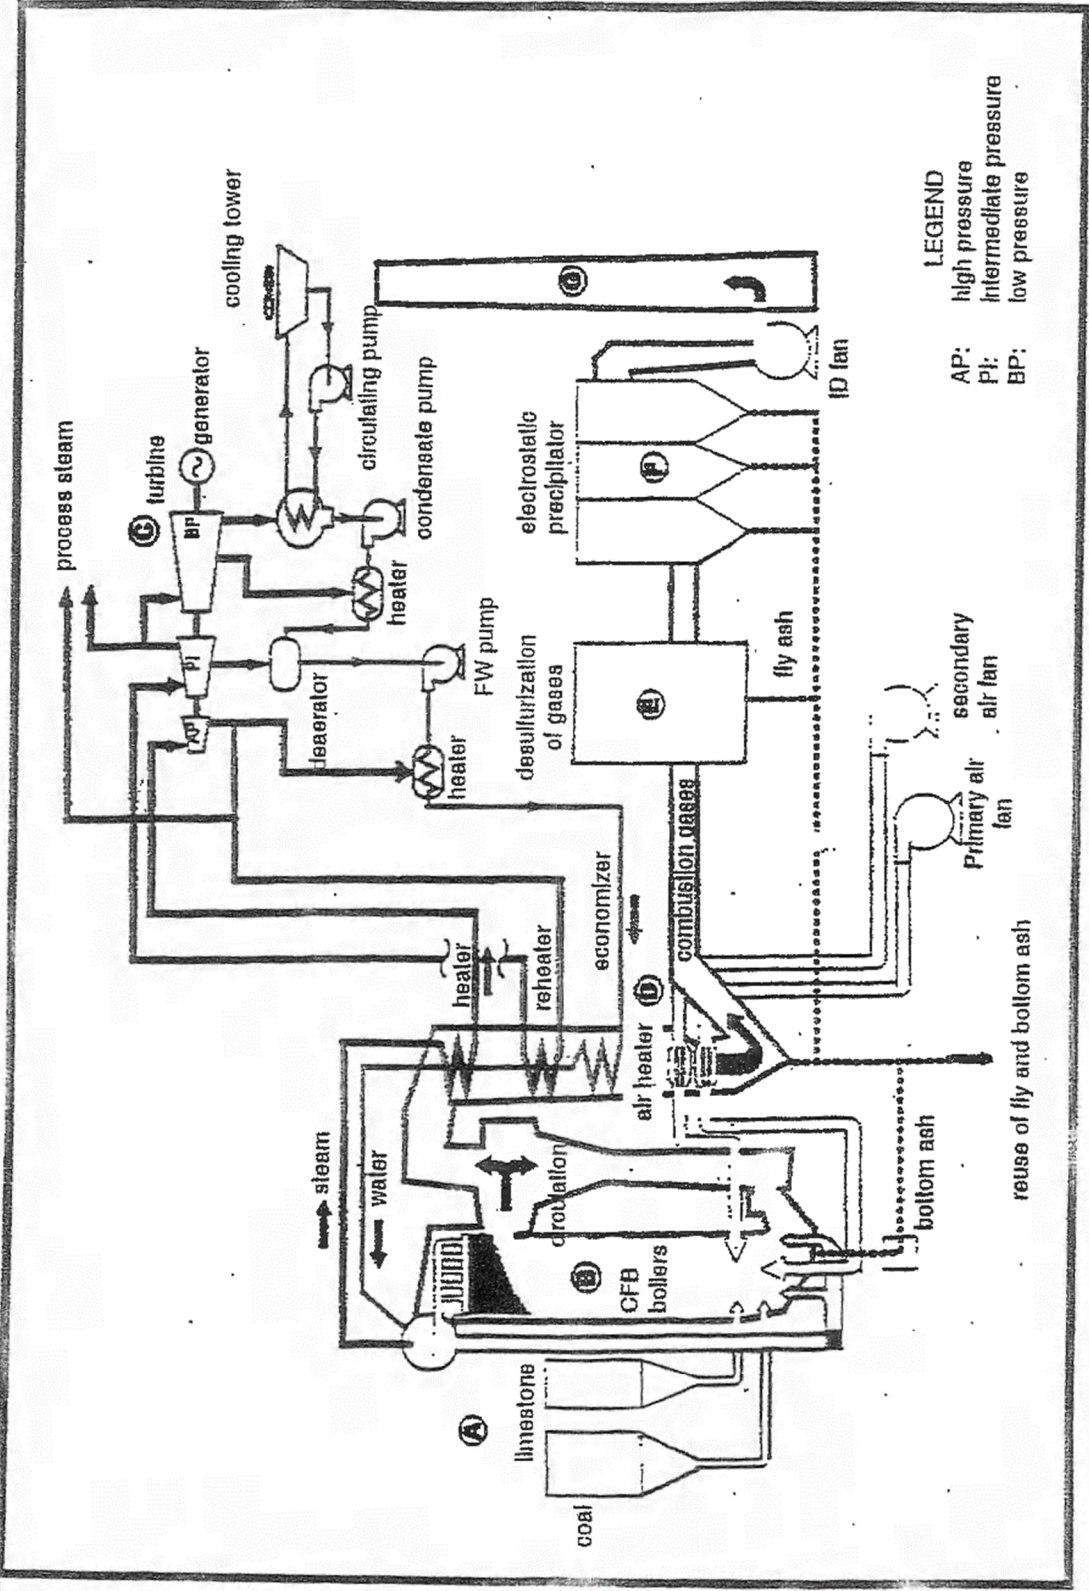 process steam
C
turbine
generator
AP
PI
BP
cooling tower
circulating pump
condensate pump
heater
deaerator
FW pump
heater
steam
water
heater
reheater
economizer
A
coal
limestone
B
CFB
boilers
circulation
air heater
D
combustion gases
desulfurization
of gases
E
electrostatic
precipitator
F
G
fly ash
ID fan
Primary air
fan
secondary
air fan
bottom ash
reuse of fly and bottom ash
LEGEND
AP: high pressure
PI: intermediate pressure
BP: low pressure